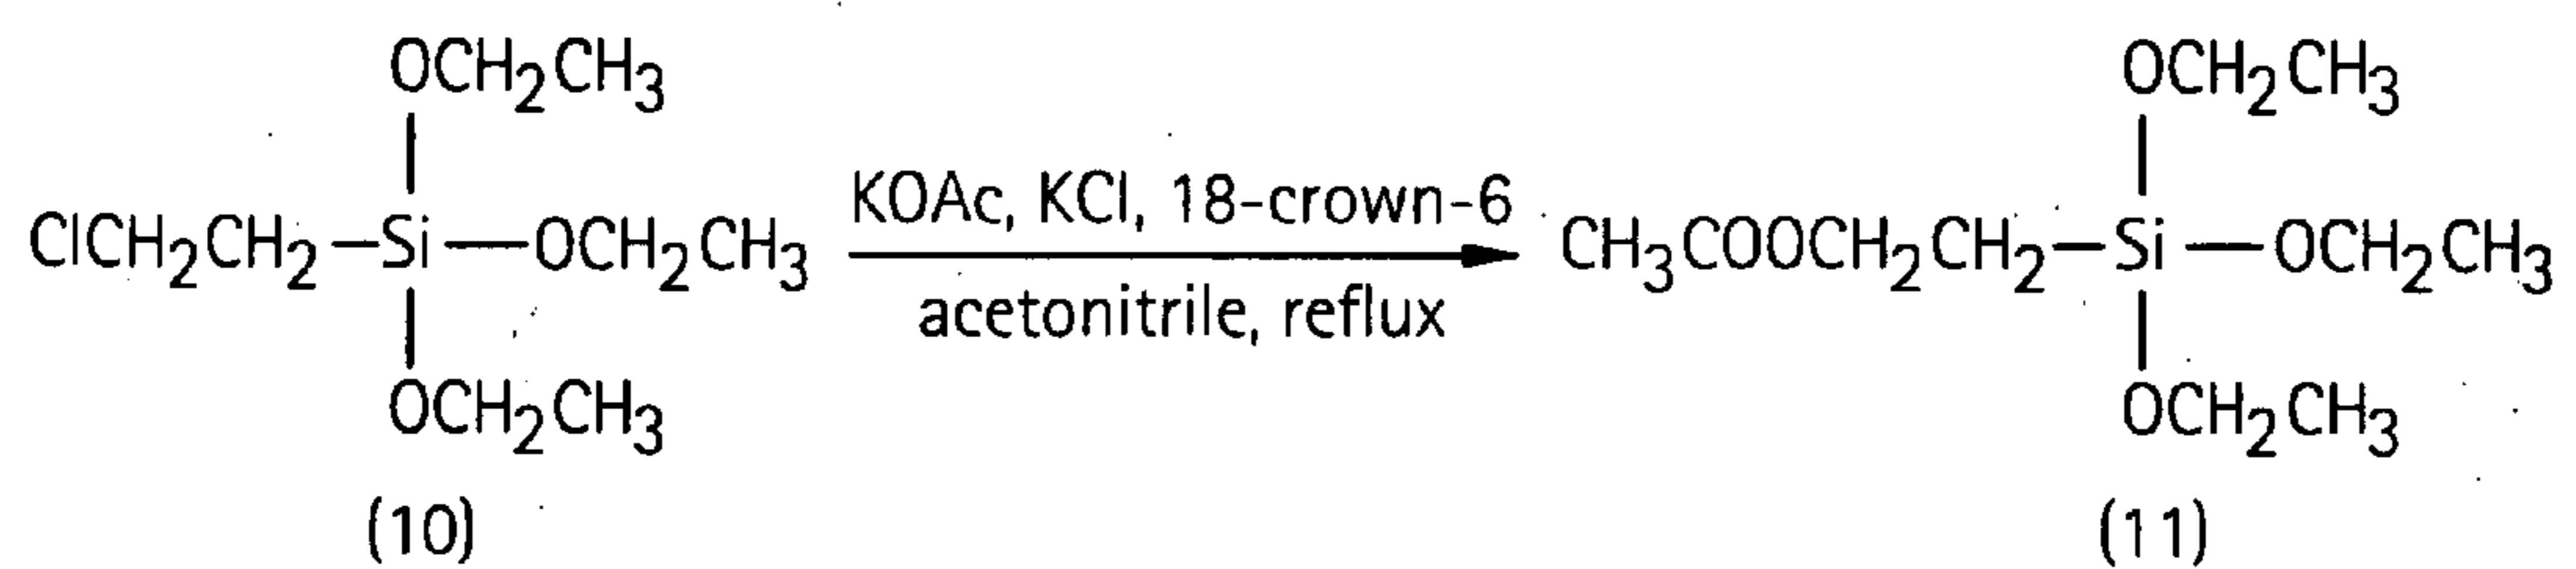 OCH2CH3 OCH2CH3
KOAc, KCl, 18-crown-6
ClCH2CH2—Si—OCH2CH3 CH3COOCH2CH2—Si—OCH2CH3
acetonitrile, reflux
OCH2CH3 OCH2CH3
(10) (11)